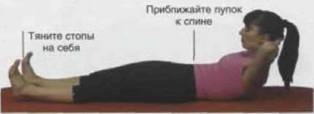 Приближайте пупок
к спине
Тяните стопы
на себя